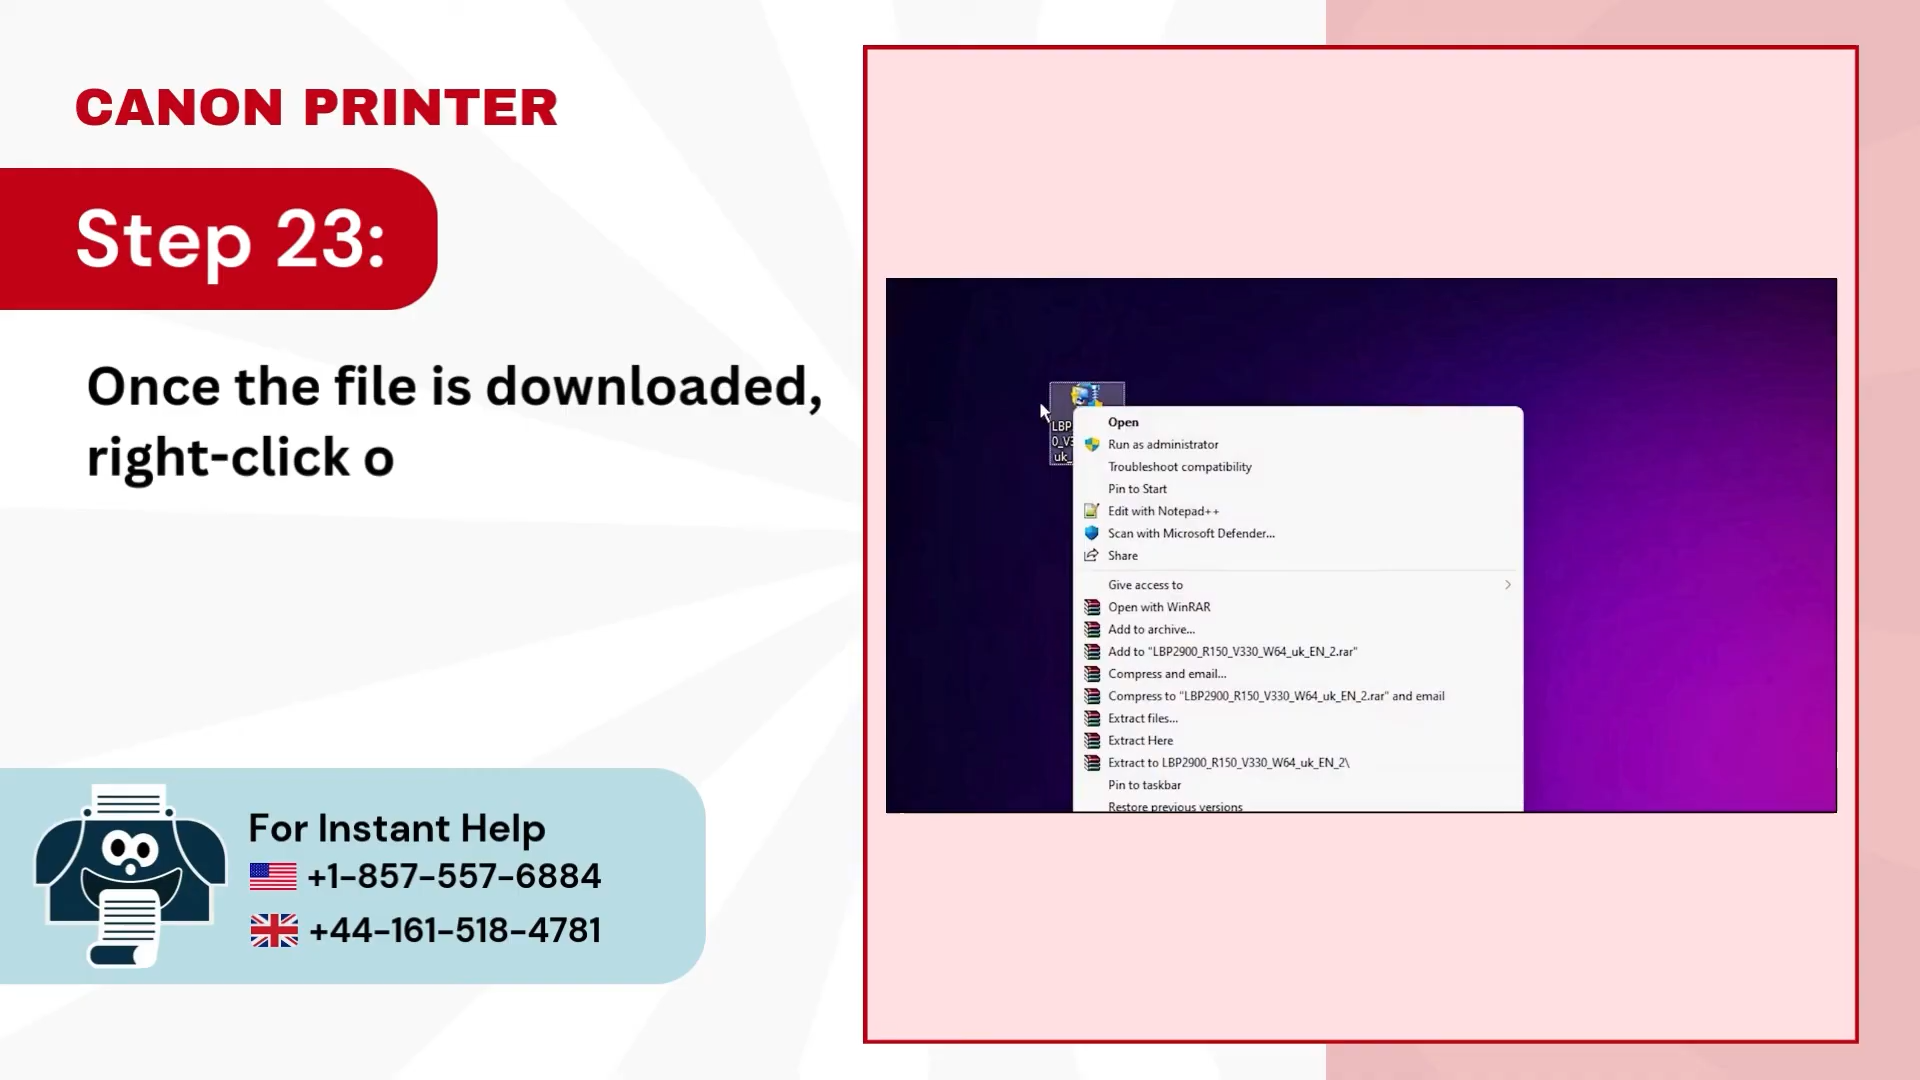 CANON PRINTER
Step 23:
Once the file is downloaded,
right-click o
For Instant Help
+1-857-557-6884
+44-161-518-4781
LBP
0_V3
uk_
Open
Run as administrator
Troubleshoot compatibility
Pin to Start
Edit with Notepad++
Scan with Microsoft Defender...
Share
Give access to
Open with WinRAR
Add to archive...
Add to "LBP2900_R150_V330_W64_uk_EN_2.rar"
Compress and email...
Compress to "LBP2900_R150_V330_W64_uk_EN_2.rar" and email
Extract files...
Extract Here
Extract to LBP2900_R150_V330_W64_uk_EN_2\
Pin to taskbar
Restore previous versions